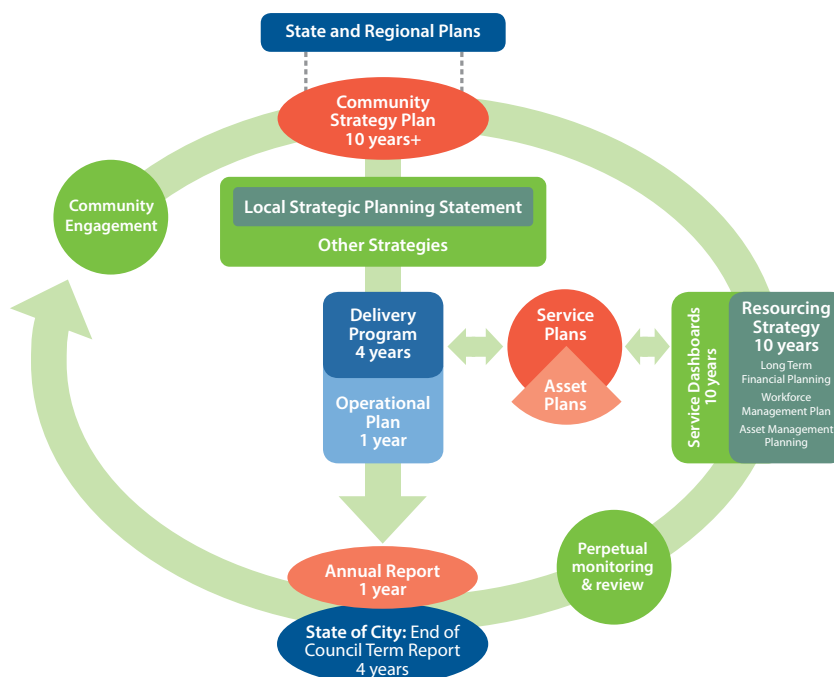 State and Regional Plans
Community
Strategy Plan
10 years+
Community
Engagement
Local Strategic Planning Statement
Other Strategies
Delivery
Program
4 years
Operational
Plan
1 year
Service
Plans
Asset
Plans
Service Dashboards
10 years
Resourcing
Strategy
10 years
Long Term
Financial Planning
Workforce
Management Plan
Asset Management
Planning
Perpetual
monitoring
& review
Annual Report
1 year
State of City: End of
Council Term Report
4 years